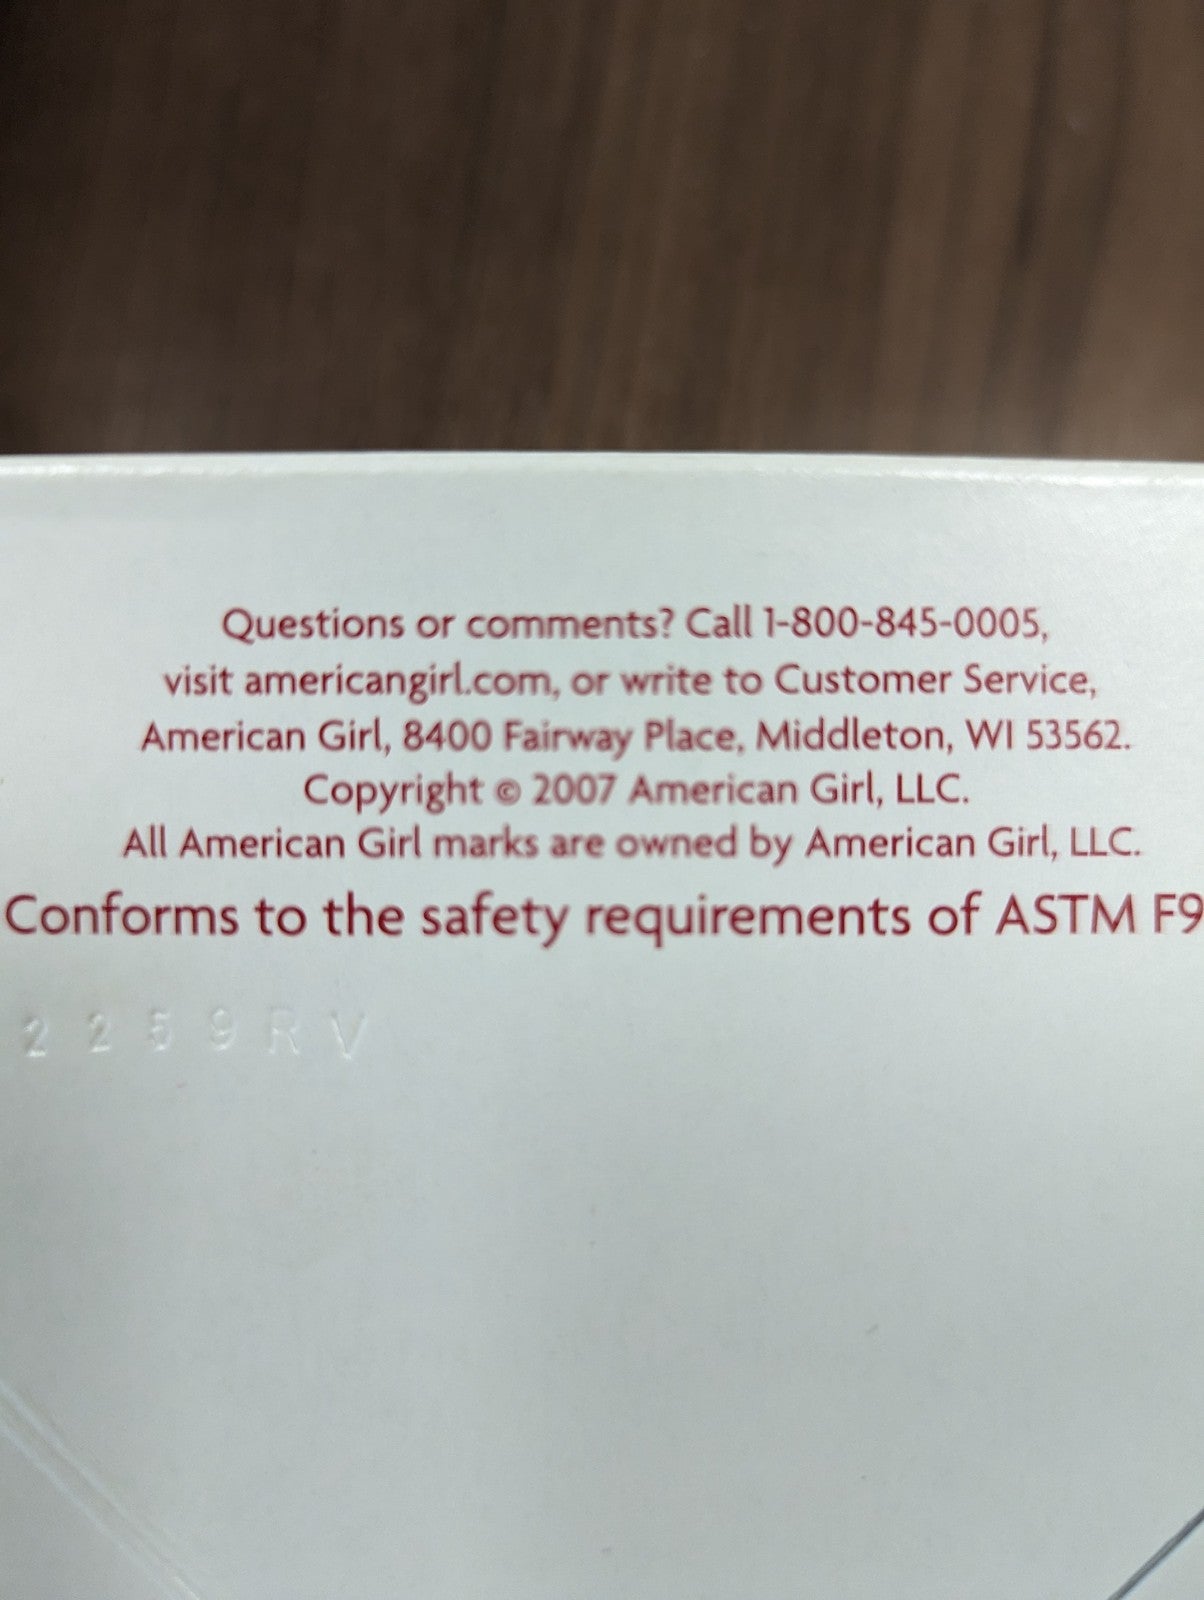 Questions or comments? Call 1-800-845-0005,
visit americangirl.com, or write to Customer Service,
American Girl, 8400 Fairway Place, Middleton, WI 53562.
Copyright © 2007 American Girl, LLC.
All American Girl marks are owned by American Girl, LLC.
Conforms to the safety requirements of ASTM F9
2259RV